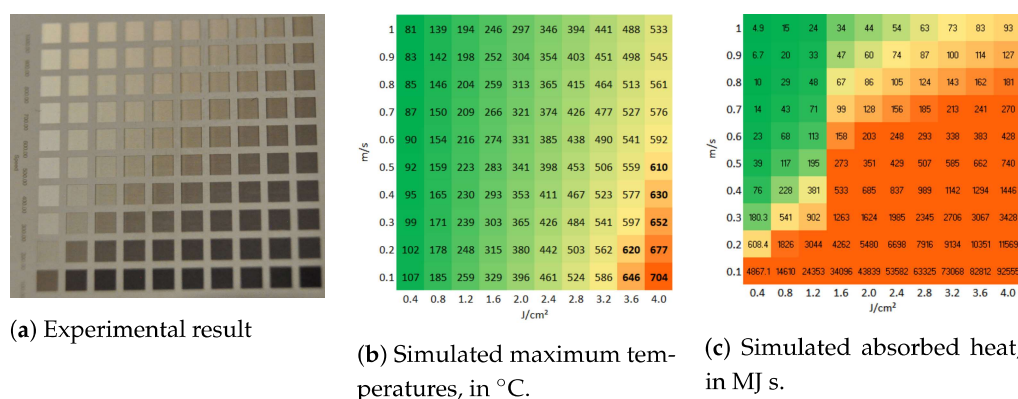 m/s
1 81 139 194 246 297 346 394 441 488 533
0.9 83 142 198 252 304 354 403 451 498 545
0.8 85 146 204 259 313 365 415 464 513 561
0.7 87 150 209 266 321 374 426 477 527 576
0.6 90 154 216 274 331 385 438 490 541 592
0.5 92 159 223 283 341 398 453 506 559 610
0.4 95 165 230 293 353 411 467 523 577 630
0.3 99 171 239 303 365 426 484 541 597 652
0.2 102 178 248 315 380 442 503 562 620 677
0.1 107 185 259 329 396 461 524 586 646 704
0.4 0.8 1.2 1.6 2.0 2.4 2.8 3.2 3.6 4.0
J/cm²
m/s
1 4.9 15 24 34 44 54 63 73 83 93
0.9 6.7 20 33 47 60 74 87 100 114 127
0.8 10 29 48 67 86 105 124 143 162 181
0.7 14 43 71 99 128 156 185 213 241 270
0.6 23 68 113 158 203 248 293 338 383 428
0.5 39 117 195 273 351 429 507 585 662 740
0.4 76 228 381 533 685 837 989 1142 1294 1446
0.3 180.3 541 902 1263 1624 1985 2345 2706 3067 3428
0.2 608.4 1826 3044 4262 5480 6698 7916 9134 10351 11569
0.1 4867.1 14610 24353 34096 43839 53582 63325 73068 82812 92555
0.4 0.8 1.2 1.6 2.0 2.4 2.8 3.2 3.6 4.0
J/cm²
(a) Experimental result
(b) Simulated maximum tem-
peratures, in °C.
(c) Simulated absorbed heat,
in MJ s.